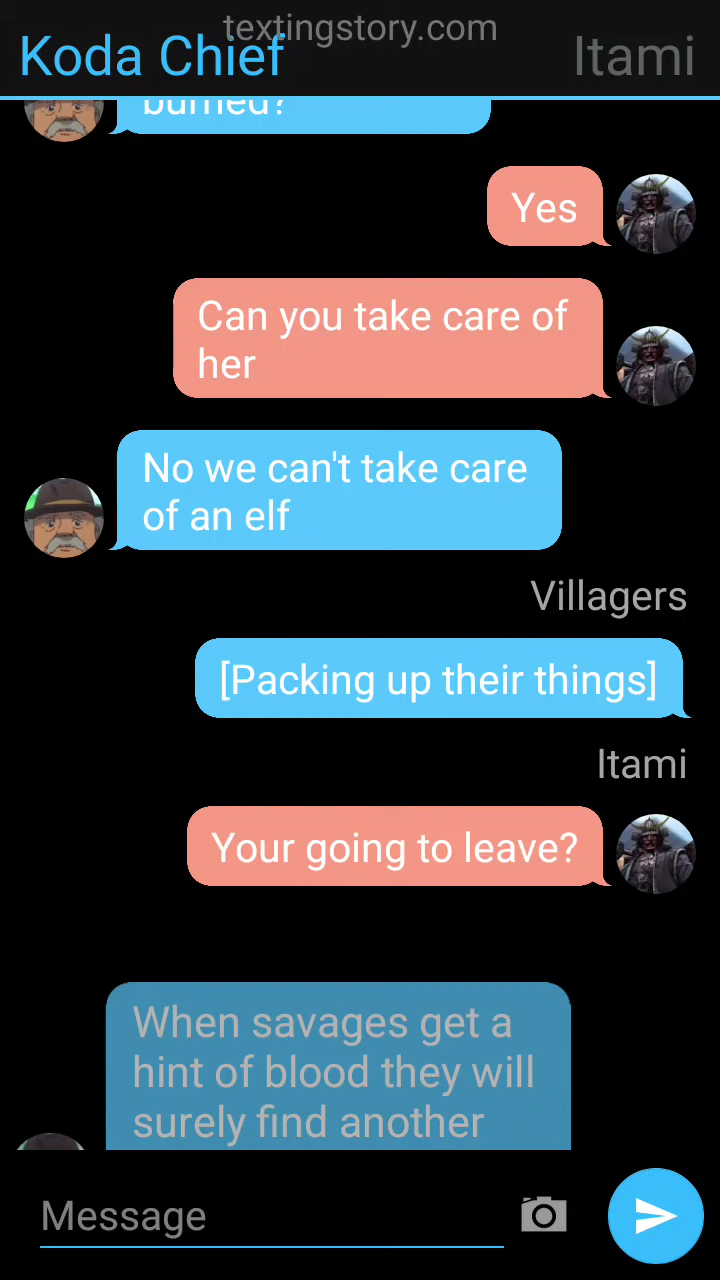 textingstory.com
Koda Chief
Itami
burned?
Yes
Can you take care of
her
No we can't take care
of an elf
Villagers
[Packing up their things]
Itami
Your going to leave?
When savages get a
hint of blood they will
surely find another
Message